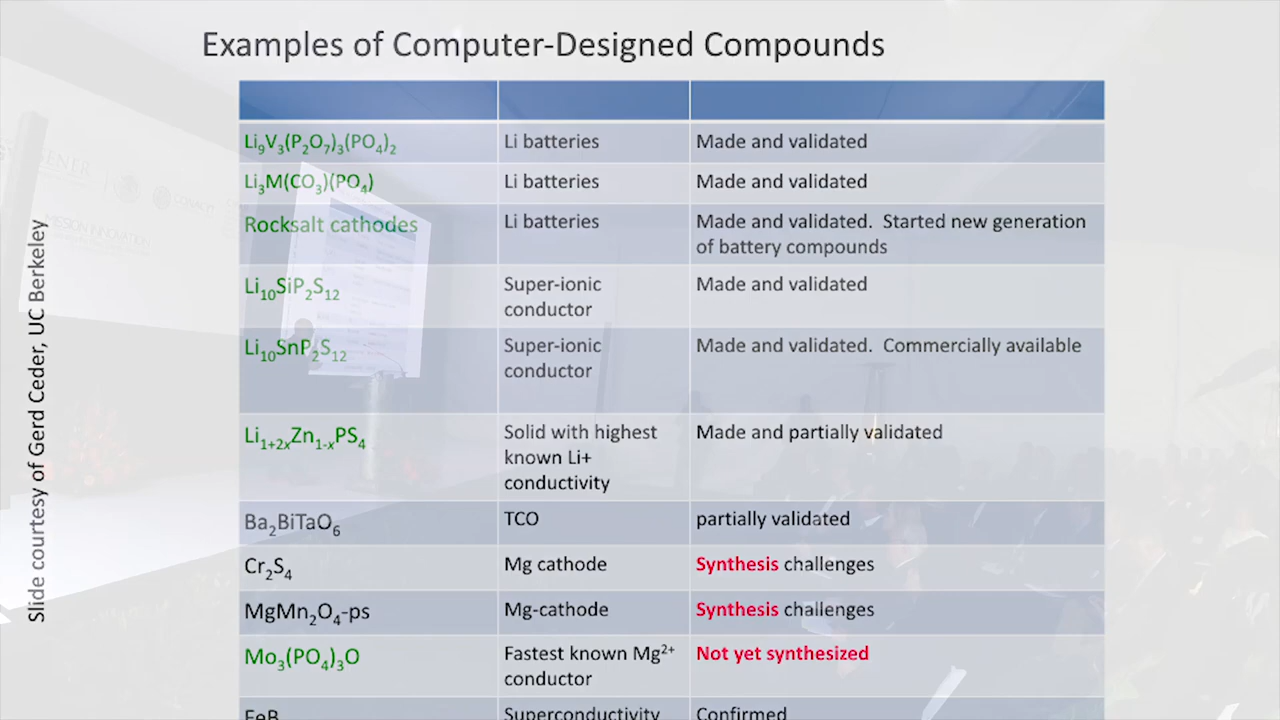 Examples of Computer-Designed Compounds
Li9V3(P2O7)3(PO4)2 Li batteries Made and validated
Li3M(CO3)(PO4) Li batteries Made and validated
Rocksalt cathodes Li batteries Made and validated. Started new generation
of battery compounds
Li10SiP2S12 Super-ionic Made and validated
conductor
Li10SnP2S12 Super-ionic Made and validated. Commercially available
conductor
Li1+2xZn1-xPS4 Solid with highest Made and partially validated
known Li+
conductivity
Ba2BiTaO6 TCO partially validated
Cr2S4 Mg cathode Synthesis challenges
MgMn2O4-ps Mg-cathode Synthesis challenges
Mo3(PO4)3O Fastest known Mg2+ Not yet synthesized
conductor
FeB Superconductivity Confirmed
Slide courtesy of Gerd Ceder, UC Berkeley
MISSION INNOVATION